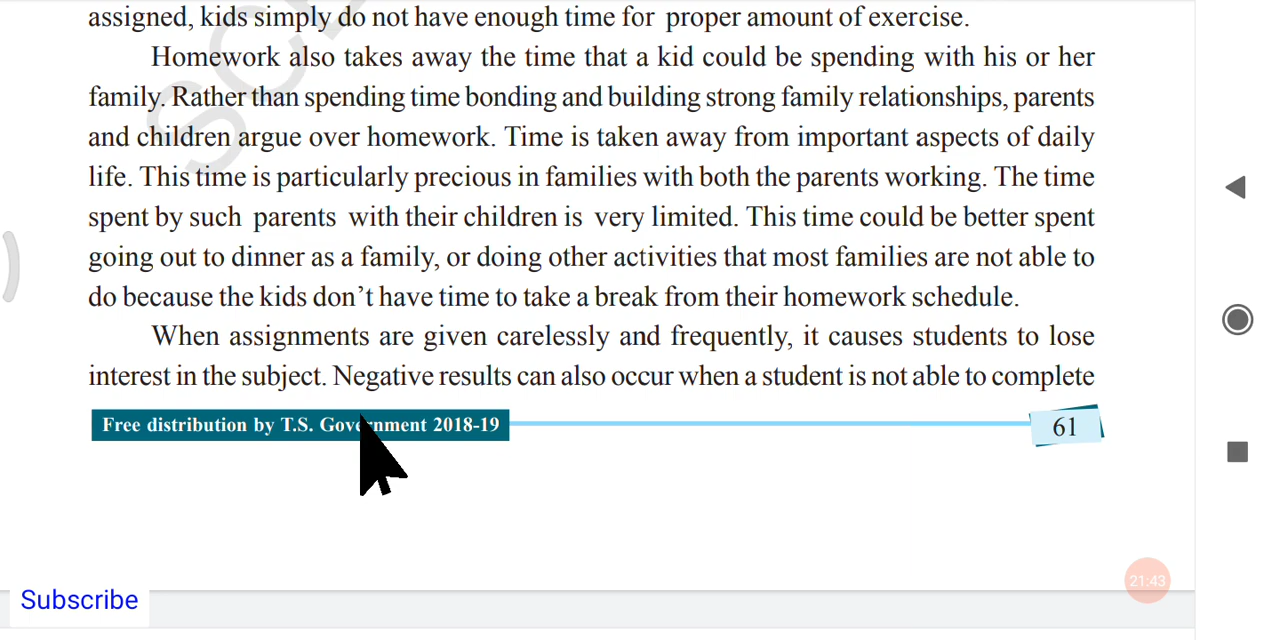 assigned, kids simply do not have enough time for proper amount of exercise.
Homework also takes away the time that a kid could be spending with his or her
family. Rather than spending time bonding and building strong family relationships, parents
and children argue over homework. Time is taken away from important aspects of daily
life. This time is particularly precious in families with both the parents working. The time
spent by such parents with their children is very limited. This time could be better spent
going out to dinner as a family, or doing other activities that most families are not able to
do because the kids don't have time to take a break from their homework schedule.
When assignments are given carelessly and frequently, it causes students to lose
interest in the subject. Negative results can also occur when a student is not able to complete
Free distribution by T.S. Government 2018-19
61
21:43
Subscribe